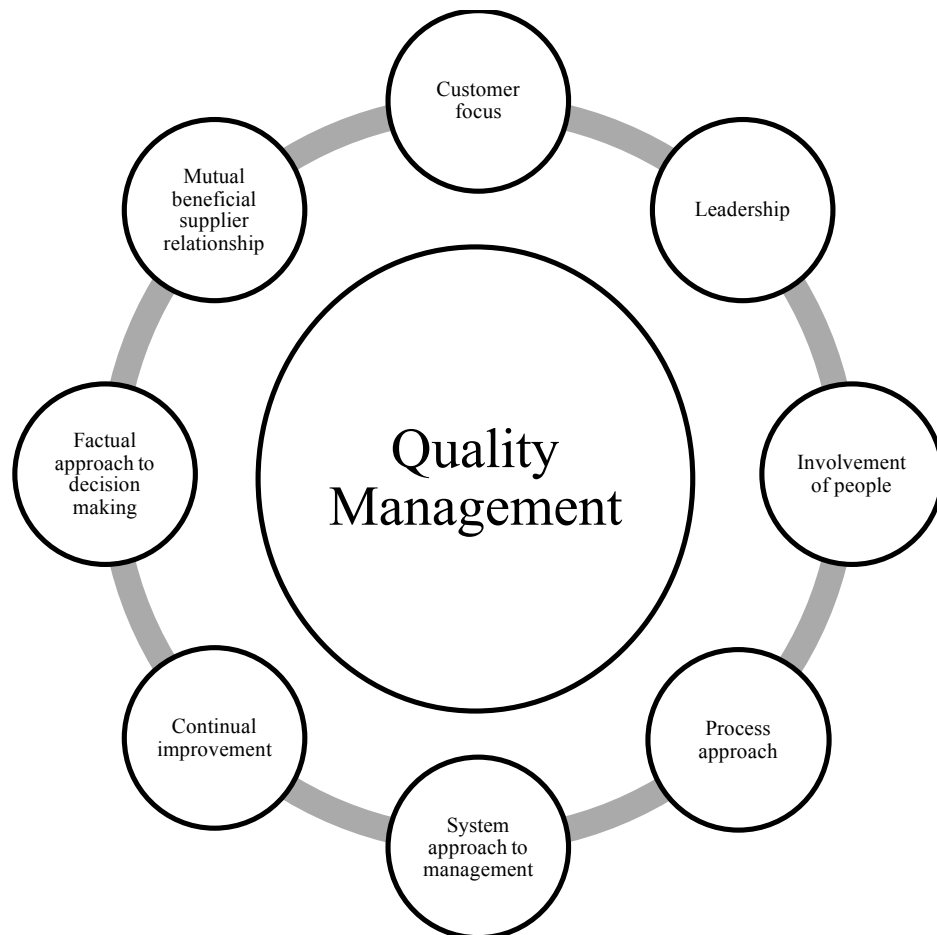 Customer
focus
Leadership
Involvement
of people
Process
approach
System
approach to
management
Continual
improvement
Factual
approach to
decision
making
Mutual
beneficial
supplier
relationship
Quality
Management